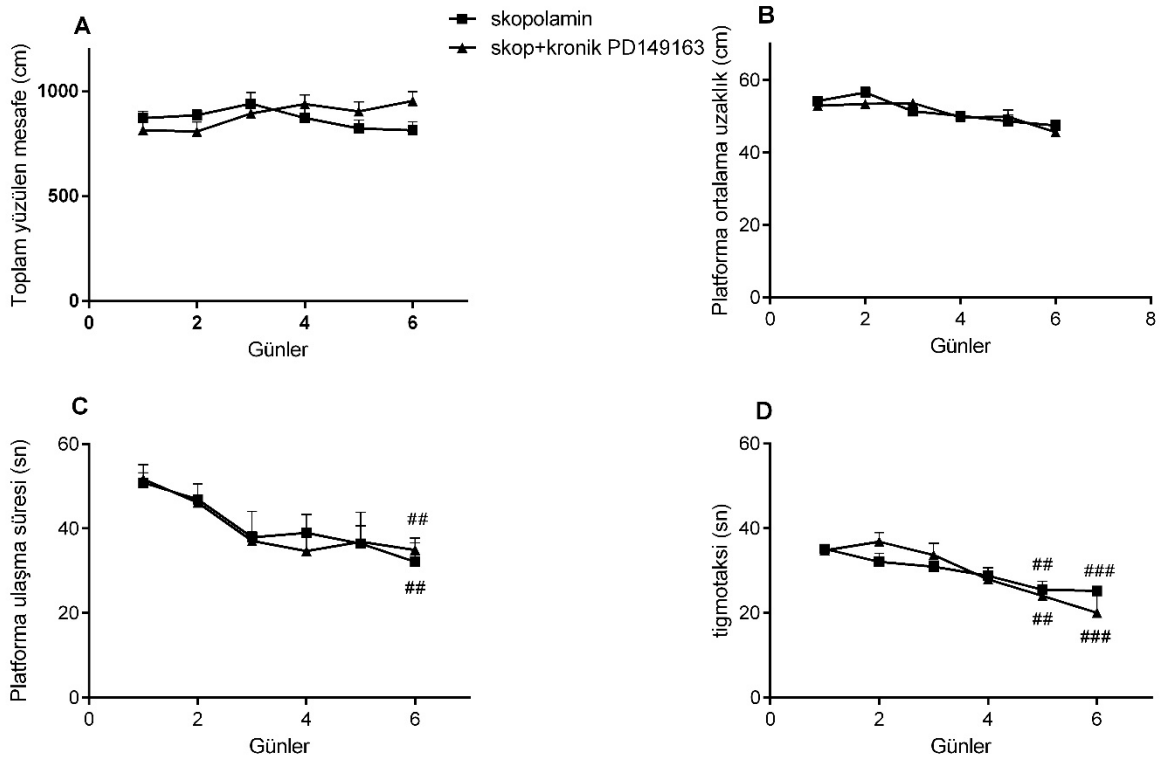 skopolamin
skop+kronik PD149163
A
Toplam yüzülen mesafe (cm)
1000
500
0
0 2 4 6
Günler
B
Platforma ortalama uzaklık (cm)
60
40
20
0
0 2 4 6 8
Günler
C
Platforma ulaşma süresi (sn)
60
40
20
0
##
##
0 2 4 6
Günler
D
tigmotaksi (sn)
60
40
20
0
## ###
## ###
0 2 4 6
Günler